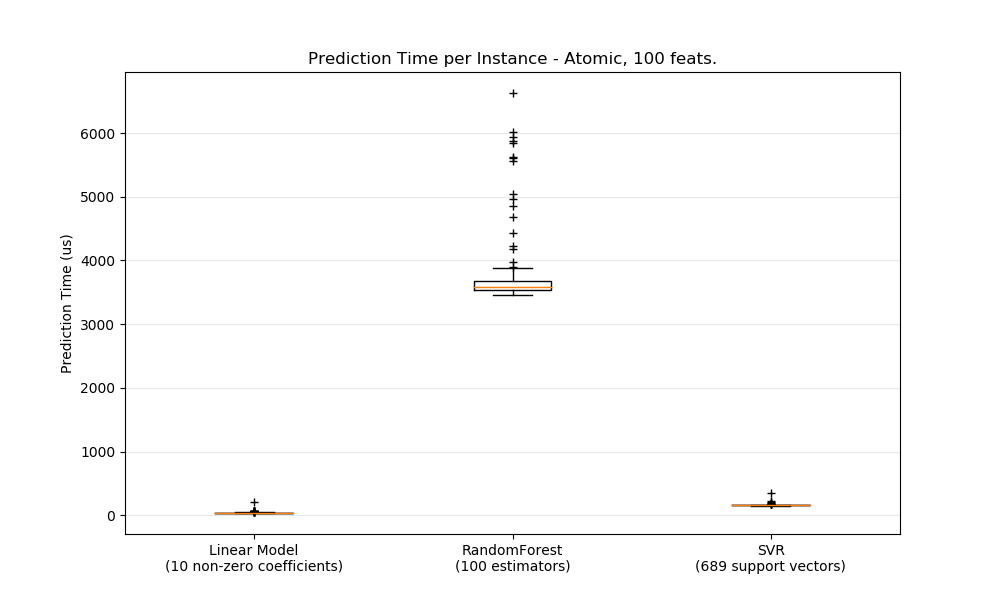 Prediction Time per Instance - Atomic, 100 feats.
Prediction Time (us)
6000
5000
4000
3000
2000
1000
0
Linear Model
(10 non-zero coefficients)
RandomForest
(100 estimators)
SVR
(689 support vectors)